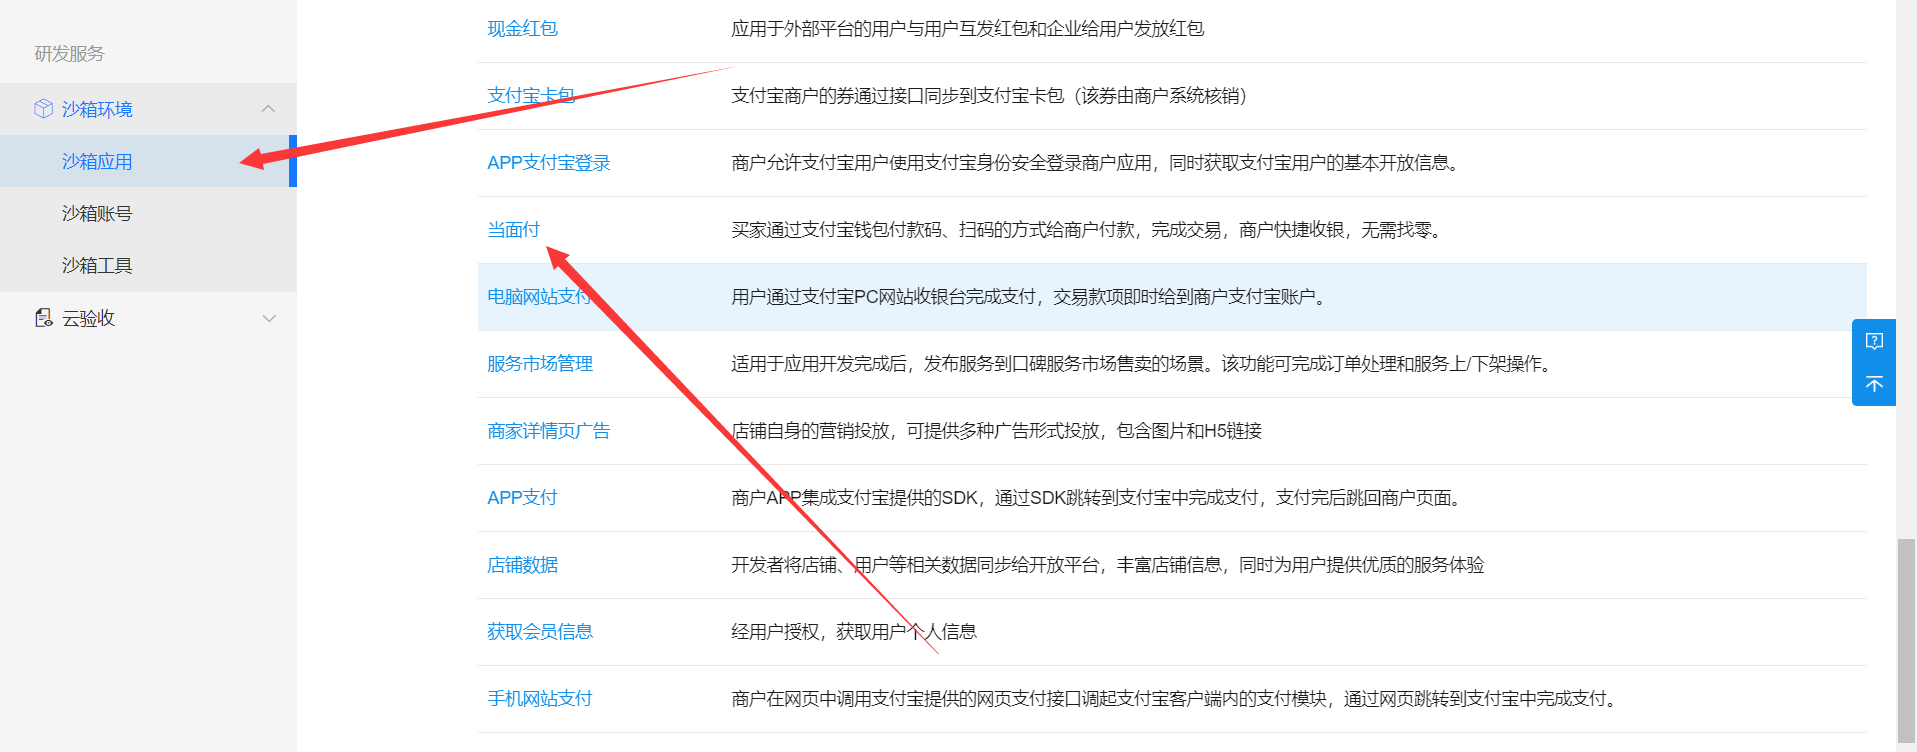 研发服务
沙箱环境
沙箱应用
沙箱账号
沙箱工具
云验收
现金红包 应用于外部平台的用户与用户互发红包和企业给用户发放红包
支付宝卡包 支付宝商户的券通过接口同步到支付宝卡包（该券由商户系统核销）
APP支付宝登录 商户允许支付宝用户使用支付宝身份安全登录商户应用，同时获取支付宝用户的基本开放信息。
当面付 买家通过支付宝钱包付款码、扫码的方式给商户付款，完成交易，商户快捷收银，无需找零。
电脑网站支付 用户通过支付宝PC网站收银台完成支付，交易款项即时给到商户支付宝账户。
服务市场管理 适用于应用开发完成后，发布服务到口碑服务市场售卖的场景。该功能可完成订单处理和服务上/下架操作。
商家详情页广告 店铺自身的营销投放，可提供多种广告形式投放，包含图片和H5链接
APP支付 商户APP集成支付宝提供的SDK，通过SDK跳转到支付宝中完成支付，支付完后跳回商户页面。
店铺数据 开发者将店铺、用户等相关数据同步给开放平台，丰富店铺信息，同时为用户提供优质的服务体验
获取会员信息 经用户授权，获取用户个人信息
手机网站支付 商户在网页中调用支付宝提供的网页支付接口调起支付宝客户端内的支付模块，通过网页跳转到支付宝中完成支付。